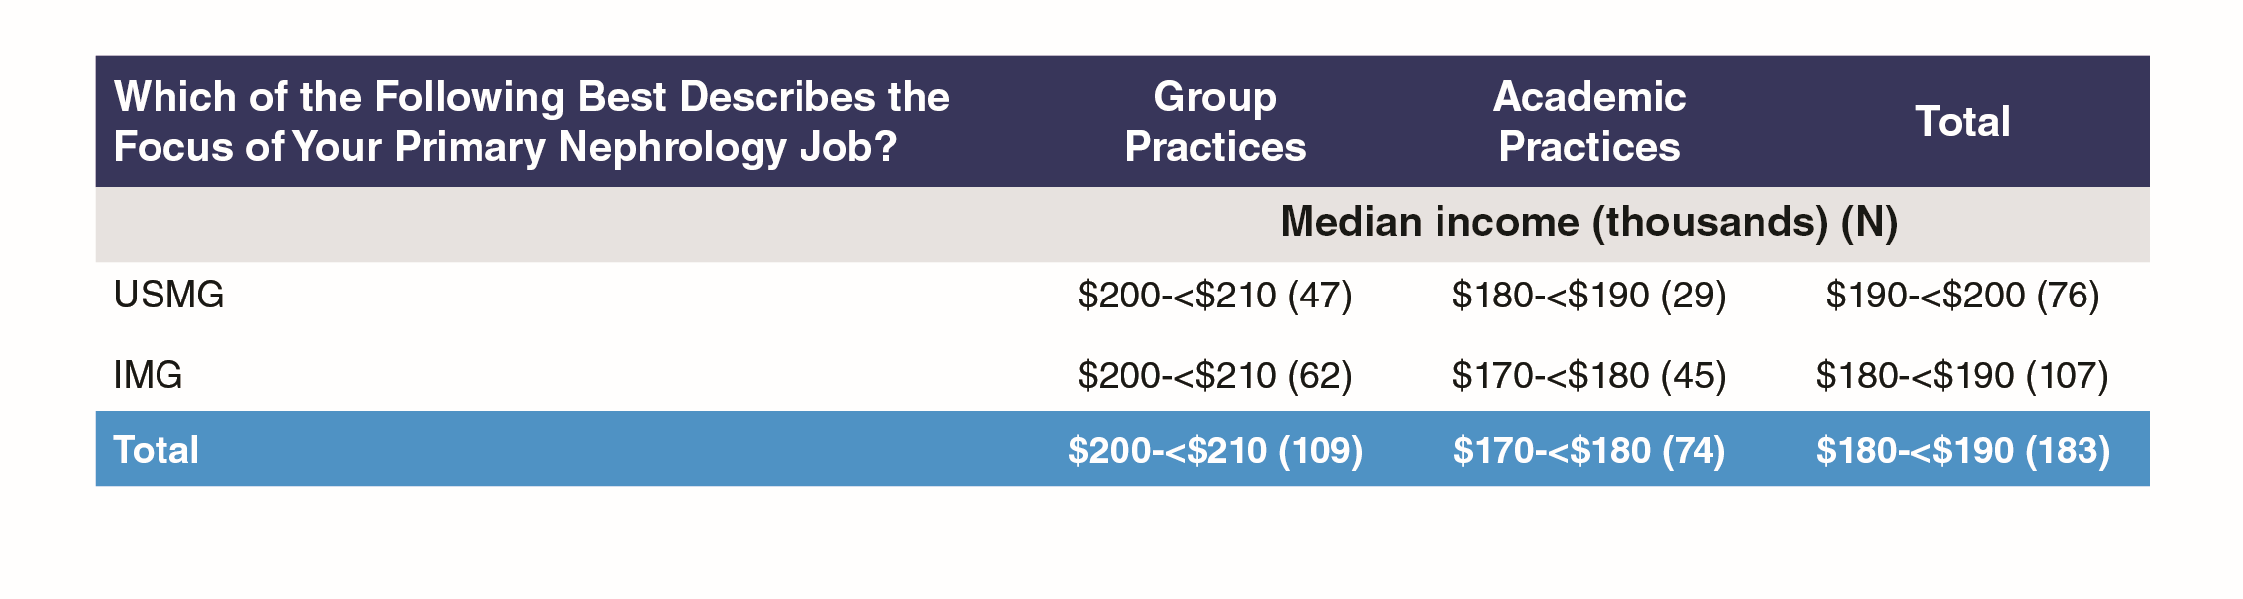 Which of the Following Best Describes the
Focus of Your Primary Nephrology Job?
Group
Practices
Academic
Practices
Total
Median income (thousands) (N)
USMG $200-<$210 (47) $180-<$190 (29) $190-<$200 (76)
IMG $200-<$210 (62) $170-<$180 (45) $180-<$190 (107)
Total $200-<$210 (109) $170-<$180 (74) $180-<$190 (183)